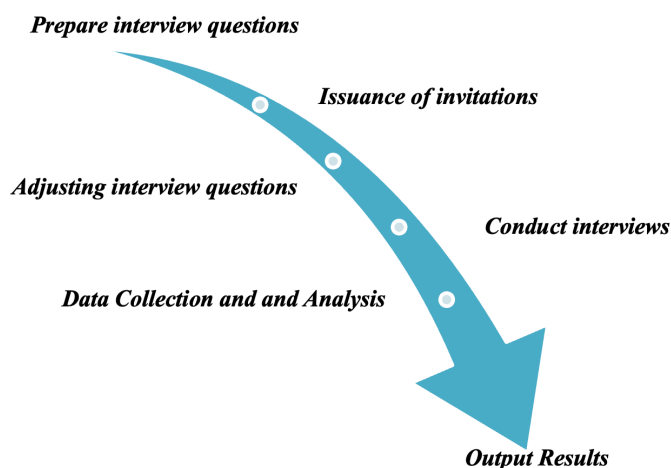 Prepare interview questions
Issuance of invitations
Adjusting interview questions
Conduct interviews
Data Collection and and Analysis
Output Results